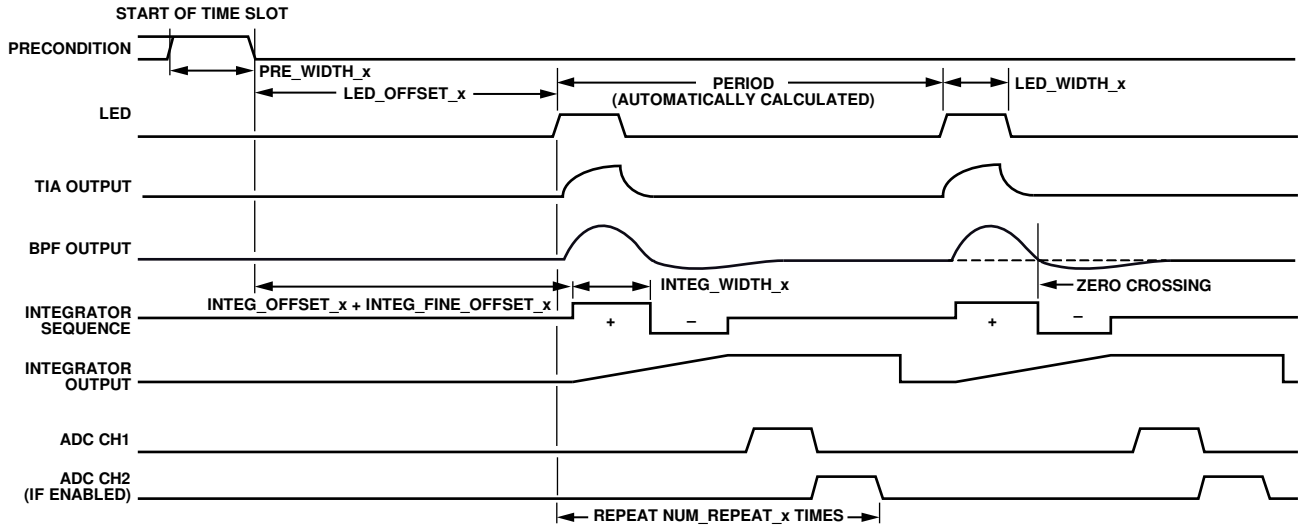 START OF TIME SLOT
PRECONDITION
PRE_WIDTH_x
LED_OFFSET_x
PERIOD
(AUTOMATICALLY CALCULATED)
LED_WIDTH_x
LED
TIA OUTPUT
BPF OUTPUT
INTEG_OFFSET_x + INTEG_FINE_OFFSET_x
INTEG_WIDTH_x
ZERO CROSSING
INTEGRATOR
SEQUENCE
+
–
+
–
INTEGRATOR
OUTPUT
ADC CH1
ADC CH2
(IF ENABLED)
REPEAT NUM_REPEAT_x TIMES